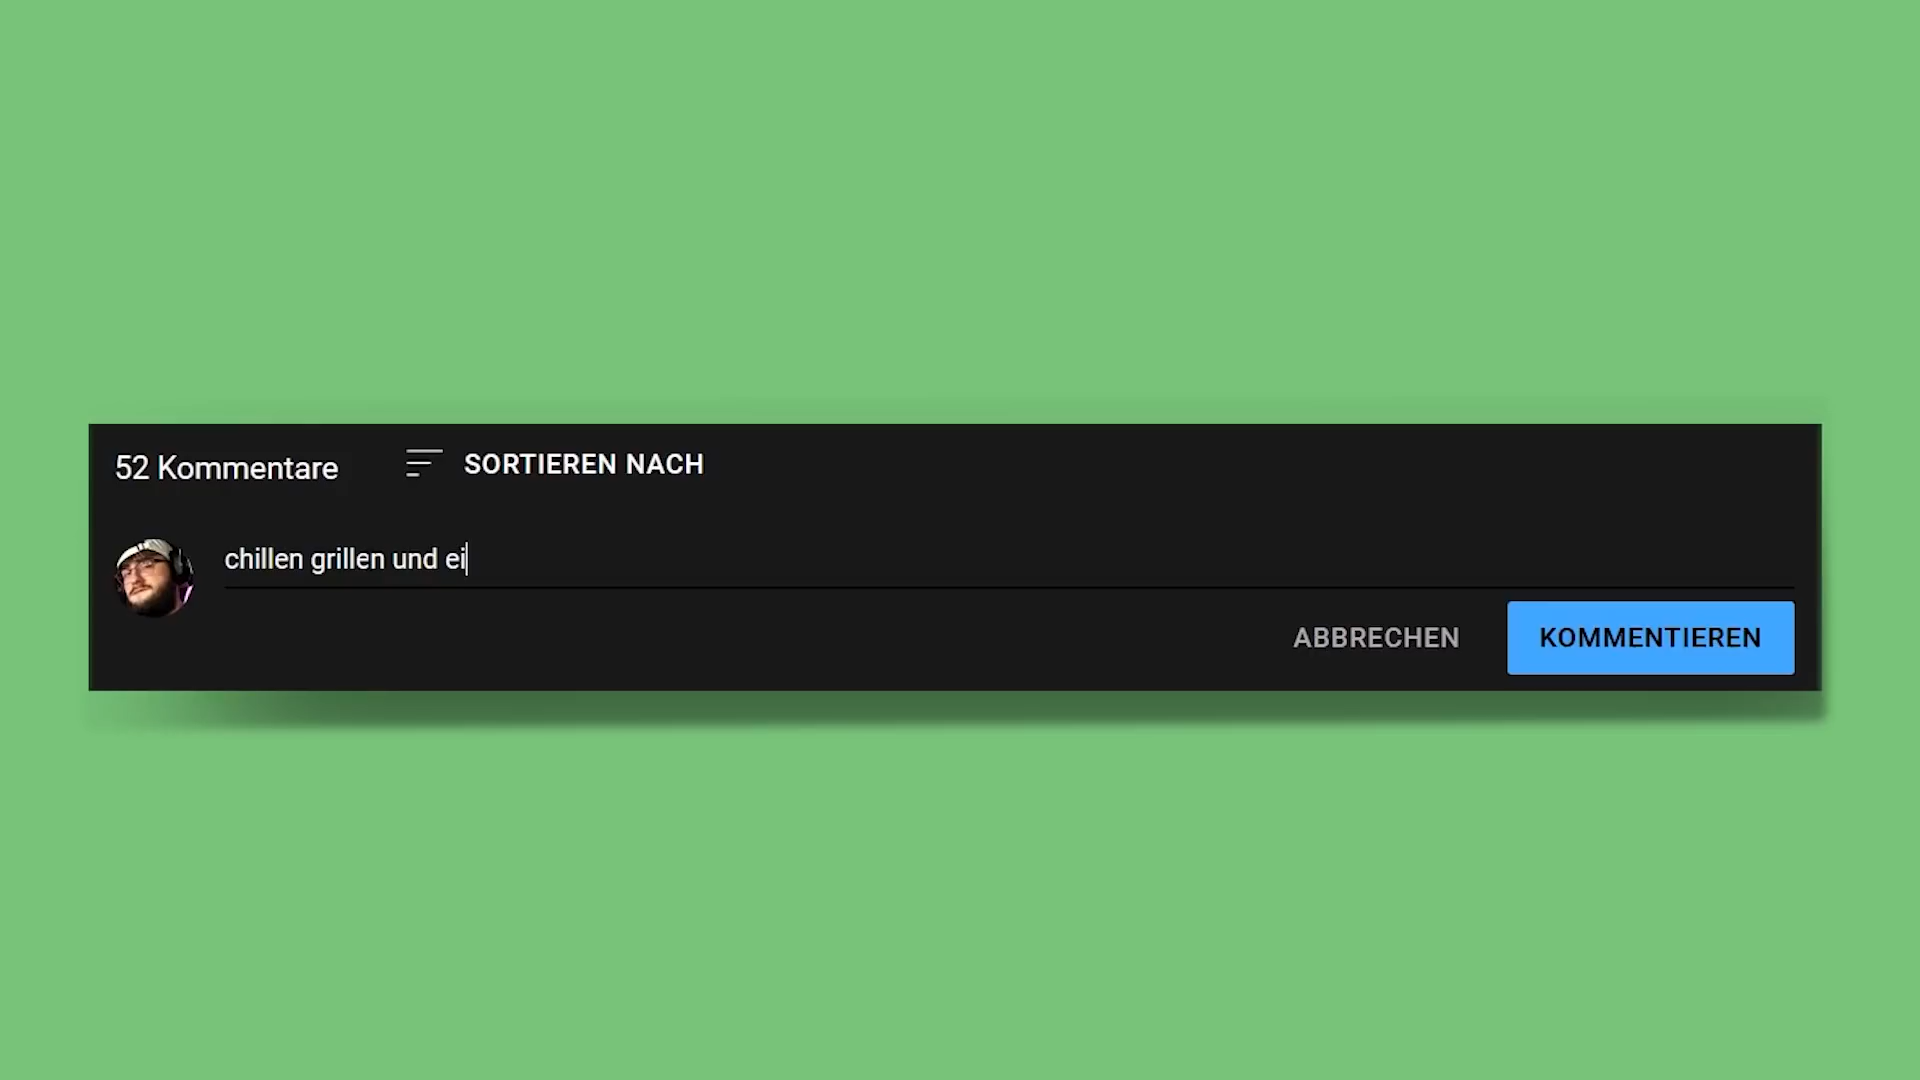 52 Kommentare
SORTIEREN NACH
chillen grillen und ei
ABBRECHEN
KOMMENTIEREN